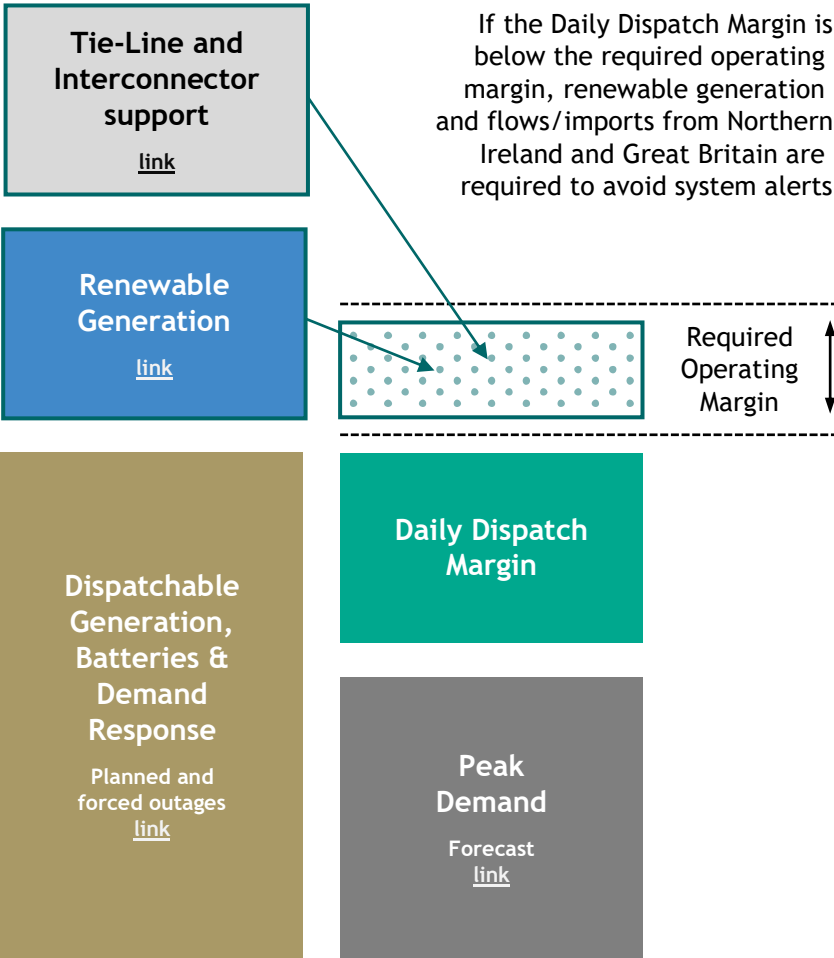 Tie-Line and
Interconnector
support
link
If the Daily Dispatch Margin is
below the required operating
margin, renewable generation
and flows/imports from Northern
Ireland and Great Britain are
required to avoid system alerts
Renewable
Generation
link
Required
Operating
Margin
Daily Dispatch
Margin
Dispatchable
Generation,
Batteries &
Demand
Response
Planned and
forced outages
link
Peak
Demand
Forecast
link